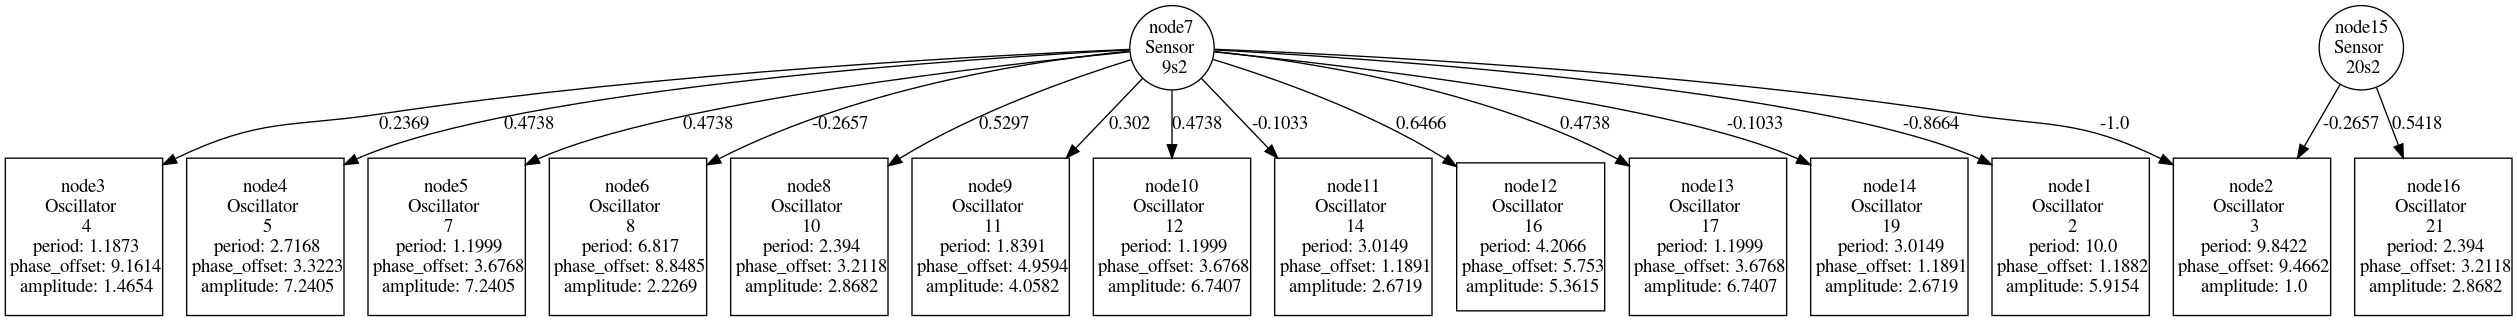 node7
Sensor
9s2
node15
Sensor
20s2
0.2369
0.4738
0.4738
-0.2657
0.5297
0.302
0.4738
-0.1033
0.6466
0.4738
-0.1033
-0.8664
-1.0
-0.2657
0.5418
node3
Oscillator
4
period: 1.1873
phase_offset: 9.1614
amplitude: 1.4654
node4
Oscillator
5
period: 2.7168
phase_offset: 3.3223
amplitude: 7.2405
node5
Oscillator
7
period: 1.1999
phase_offset: 3.6768
amplitude: 7.2405
node6
Oscillator
8
period: 6.817
phase_offset: 8.8485
amplitude: 2.2269
node8
Oscillator
10
period: 2.394
phase_offset: 3.2118
amplitude: 2.8682
node9
Oscillator
11
period: 1.8391
phase_offset: 4.9594
amplitude: 4.0582
node10
Oscillator
12
period: 1.1999
phase_offset: 3.6768
amplitude: 6.7407
node11
Oscillator
14
period: 3.0149
phase_offset: 1.1891
amplitude: 2.6719
node12
Oscillator
16
period: 4.2066
phase_offset: 5.753
amplitude: 5.3615
node13
Oscillator
17
period: 1.1999
phase_offset: 3.6768
amplitude: 6.7407
node14
Oscillator
19
period: 3.0149
phase_offset: 1.1891
amplitude: 2.6719
node1
Oscillator
2
period: 10.0
phase_offset: 1.1882
amplitude: 5.9154
node2
Oscillator
3
period: 9.8422
phase_offset: 9.4662
amplitude: 1.0
node16
Oscillator
21
period: 2.394
phase_offset: 3.2118
amplitude: 2.8682